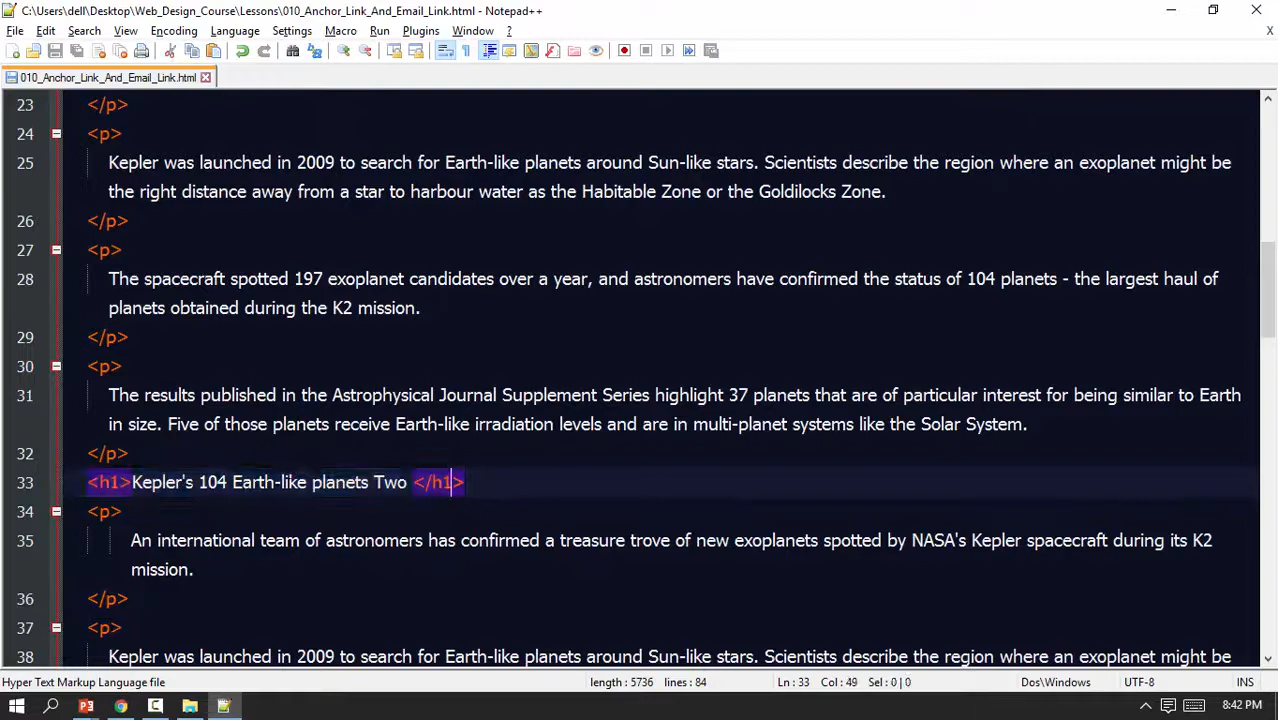 C:\Users\dell\Desktop\Web_Design_Course\Lessons\010_Anchor_Link_And_Email_Link.html - Notepad++
File Edit Search View Encoding Language Settings Macro Run Plugins Window ? X
010_Anchor_Link_And_Email_Link.html
23 </p>
24 <p>
25 Kepler was launched in 2009 to search for Earth-like planets around Sun-like stars. Scientists describe the region where an exoplanet might be
the right distance away from a star to harbour water as the Habitable Zone or the Goldilocks Zone.
26 </p>
27 <p>
28 The spacecraft spotted 197 exoplanet candidates over a year, and astronomers have confirmed the status of 104 planets - the largest haul of
planets obtained during the K2 mission.
29 </p>
30 <p>
31 The results published in the Astrophysical Journal Supplement Series highlight 37 planets that are of particular interest for being similar to Earth
in size. Five of those planets receive Earth-like irradiation levels and are in multi-planet systems like the Solar System.
32 </p>
33 <h1>Kepler's 104 Earth-like planets Two </h1>
34 <p>
35 An international team of astronomers has confirmed a treasure trove of new exoplanets spotted by NASA's Kepler spacecraft during its K2
mission.
36 </p>
37 <p>
38 Kepler was launched in 2009 to search for Earth-like planets around Sun-like stars. Scientists describe the region where an exoplanet might be
Hyper Text Markup Language file length : 5736 lines : 84 Ln : 33 Col : 49 Sel : 0 | 0 Dos\Windows UTF-8 INS
8:42 PM